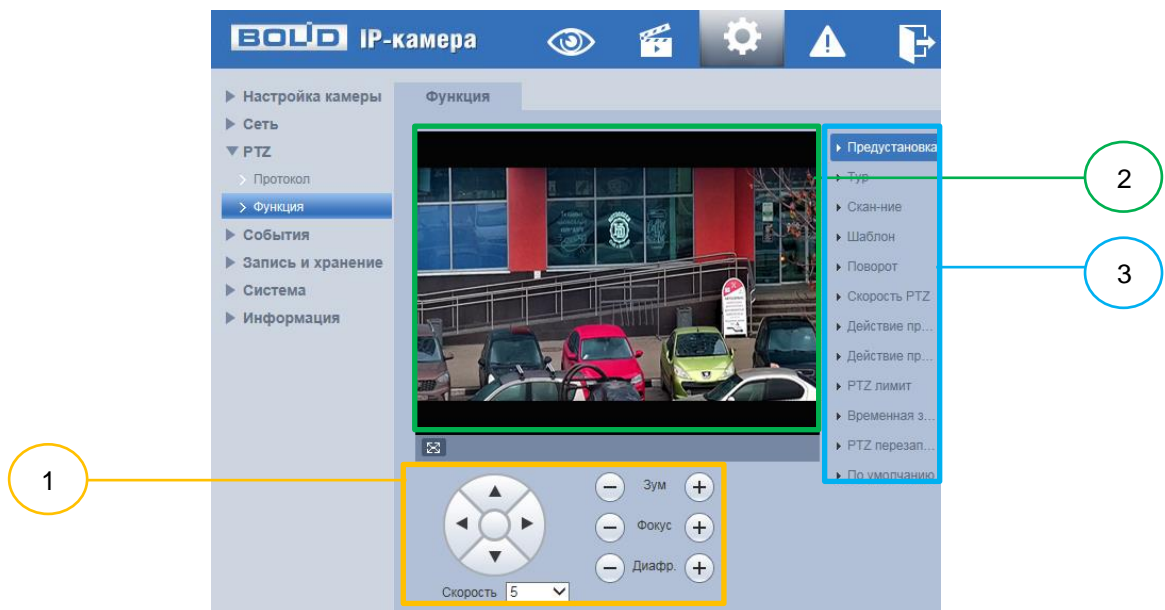 BOLID IP-камера
Настройка камеры
Сеть
PTZ
Протокол
Функция
События
Запись и хранение
Система
Информация
Функция
Предустановка
Тур
Скан-ние
Шаблон
Поворот
Скорость PTZ
Действие пр...
Действие пр...
PTZ лимит
Временная з...
PTZ перезап...
По умолчанию
2
3
1
Зум
Фокус
Диафр.
Скорость 5